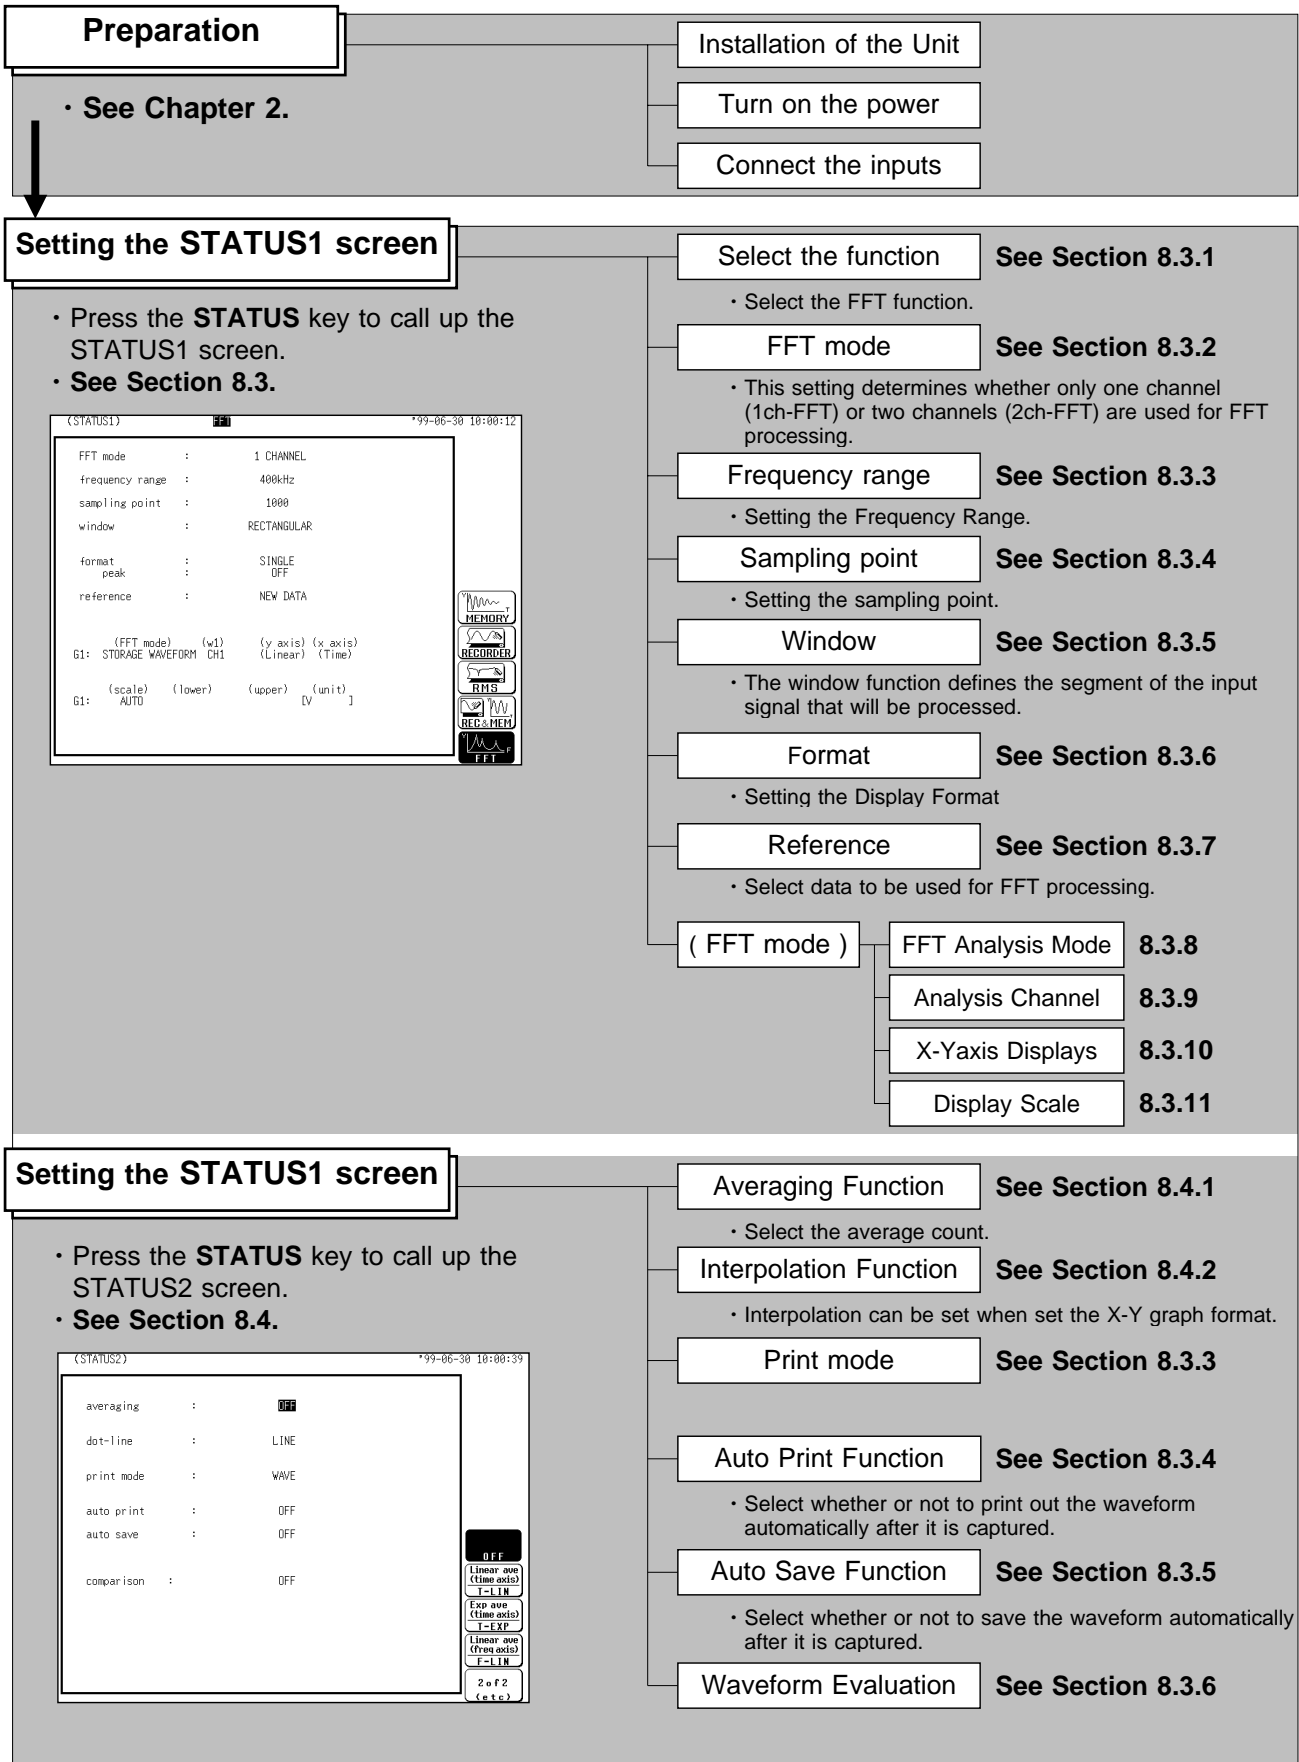 Preparation
・See Chapter 2.
Installation of the Unit
Turn on the power
Connect the inputs
Setting the STATUS1 screen
・Press the STATUS key to call up the
STATUS1 screen.
・See Section 8.3.
(STATUS1) FFT '99-06-30 10:00:12
FFT mode : 1 CHANNEL
frequency range : 400kHz
sampling point : 1000
window : RECTANGULAR
format : SINGLE
peak : OFF
reference : NEW DATA
(FFT mode) (w1) (y axis) (x axis)
G1: STORAGE WAVEFORM CH1 (Linear) (Time)
(scale) (lower) (upper) (unit)
G1: AUTO [V ]
Y T
MEMORY
RECORDER
RMS
REC&MEM
Y F
FFT
Select the function See Section 8.3.1
・Select the FFT function.
FFT mode See Section 8.3.2
・This setting determines whether only one channel
(1ch-FFT) or two channels (2ch-FFT) are used for FFT
processing.
Frequency range See Section 8.3.3
・Setting the Frequency Range.
Sampling point See Section 8.3.4
・Setting the sampling point.
Window See Section 8.3.5
・The window function defines the segment of the input
signal that will be processed.
Format See Section 8.3.6
・Setting the Display Format
Reference See Section 8.3.7
・Select data to be used for FFT processing.
( FFT mode ) FFT Analysis Mode 8.3.8
Analysis Channel 8.3.9
X-Yaxis Displays 8.3.10
Display Scale 8.3.11
Setting the STATUS1 screen
・Press the STATUS key to call up the
STATUS2 screen.
・See Section 8.4.
(STATUS2) '99-06-30 10:00:39
averaging : OFF
dot-line : LINE
print mode : WAVE
auto print : OFF
auto save : OFF
comparison : OFF
OFF
Linear ave
(time axis)
T-LIN
Exp ave
(time axis)
T-EXP
Linear ave
(freq axis)
F-LIN
2of2
(etc)
Averaging Function See Section 8.4.1
・Select the average count.
Interpolation Function See Section 8.4.2
・Interpolation can be set when set the X-Y graph format.
Print mode See Section 8.3.3
Auto Print Function See Section 8.3.4
・Select whether or not to print out the waveform
automatically after it is captured.
Auto Save Function See Section 8.3.5
・Select whether or not to save the waveform automatically
after it is captured.
Waveform Evaluation See Section 8.3.6